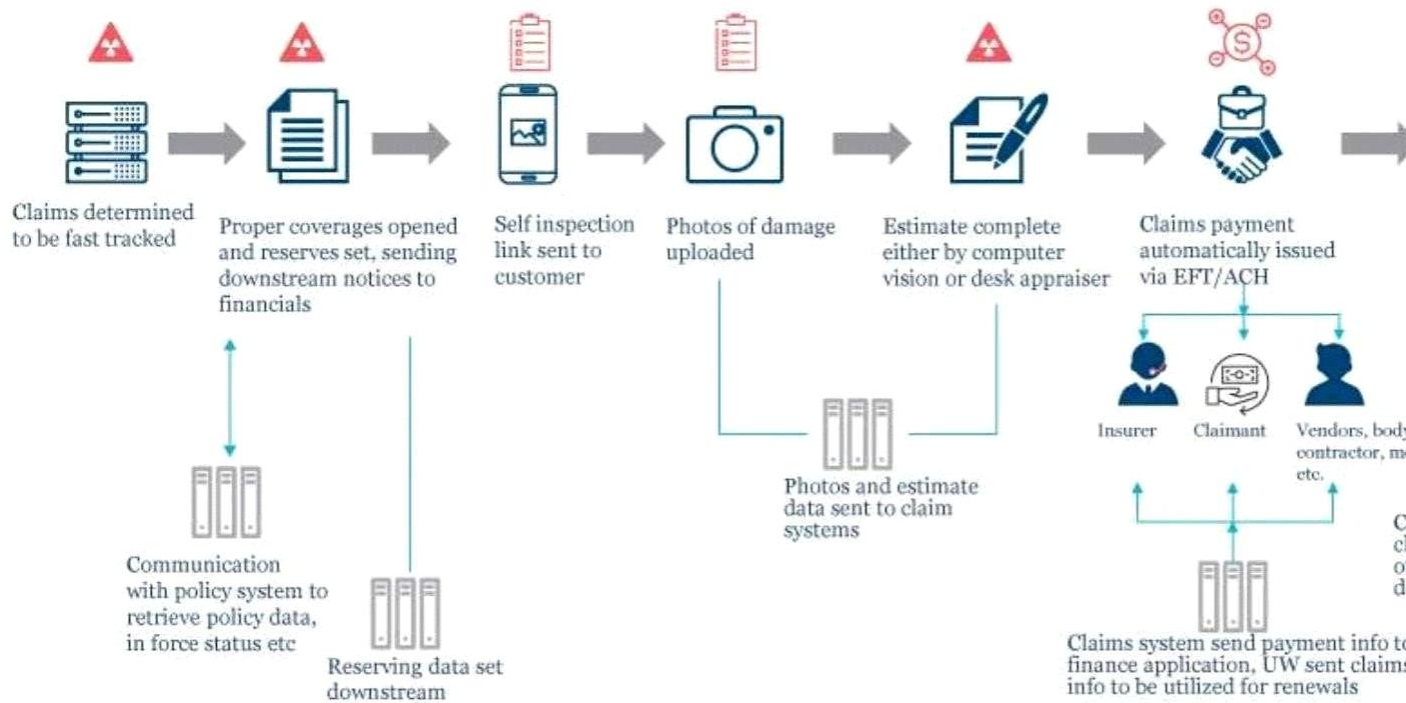 Claims determined
to be fast tracked
Proper coverages opened
and reserves set, sending
downstream notices to
financials
Self inspection
link sent to
customer
Photos of damage
uploaded
Estimate complete
either by computer
vision or desk appraiser
Claims payment
automatically issued
via EFT/ACH
Insurer
Claimant
Vendors, body
contractor,
etc.
Photos and estimate
data sent to claim
systems
Communication
with policy system to
retrieve policy data,
in force status etc
Reserving data set
downstream
Claims system send payment info to
finance application, UW sent claims
info to be utilized for renewals